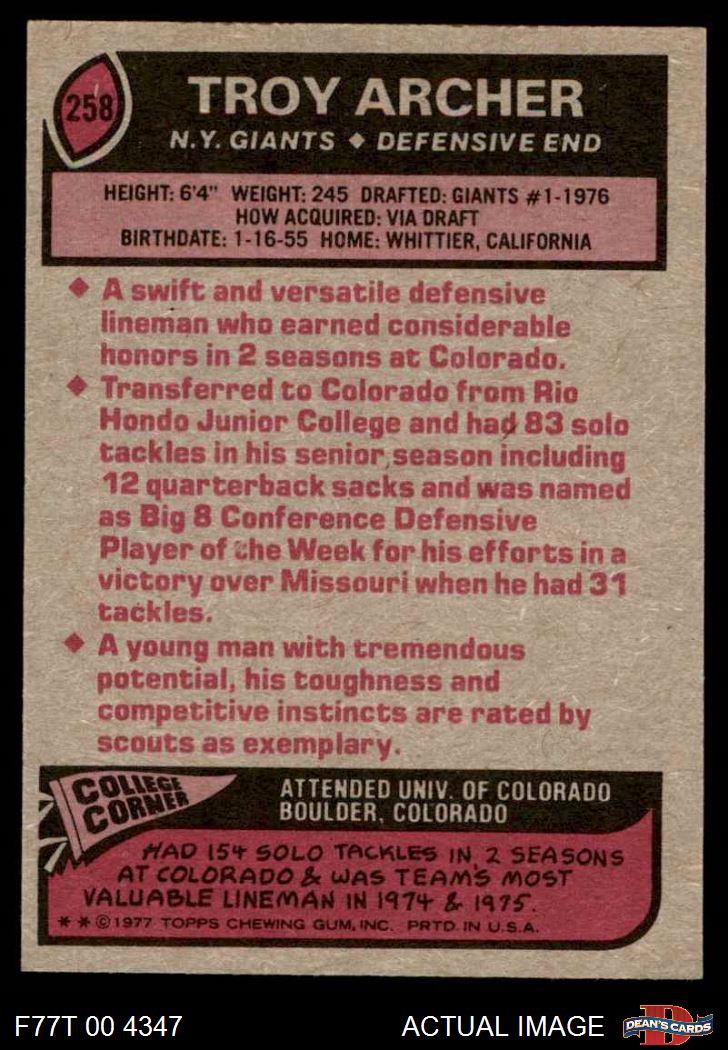 258
TROY ARCHER
N.Y. GIANTS ◆ DEFENSIVE END
HEIGHT: 6'4" WEIGHT: 245 DRAFTED: GIANTS #1-1976
HOW ACQUIRED: VIA DRAFT
BIRTHDATE: 1-16-55 HOME: WHITTIER, CALIFORNIA
◆ A swift and versatile defensive
lineman who earned considerable
honors in 2 seasons at Colorado.
◆ Transferred to Colorado from Rio
Hondo Junior College and had 83 solo
tackles in his senior season including
12 quarterback sacks and was named
as Big 8 Conference Defensive
Player of the Week for his efforts in a
victory over Missouri when he had 31
tackles.
◆ A young man with tremendous
potential, his toughness and
competitive instincts are rated by
scouts as exemplary.
COLLEGE
CORNER
ATTENDED UNIV. OF COLORADO
BOULDER, COLORADO
HAD 154 SOLO TACKLES IN 2 SEASONS
AT COLORADO & WAS TEAM'S MOST
VALUABLE LINEMAN IN 1974 & 1975.
* * © 1977 TOPPS CHEWING GUM, INC. PRTD. IN U.S.A.
F77T 00 4347
ACTUAL IMAGE
D
DEAN'S CARDS